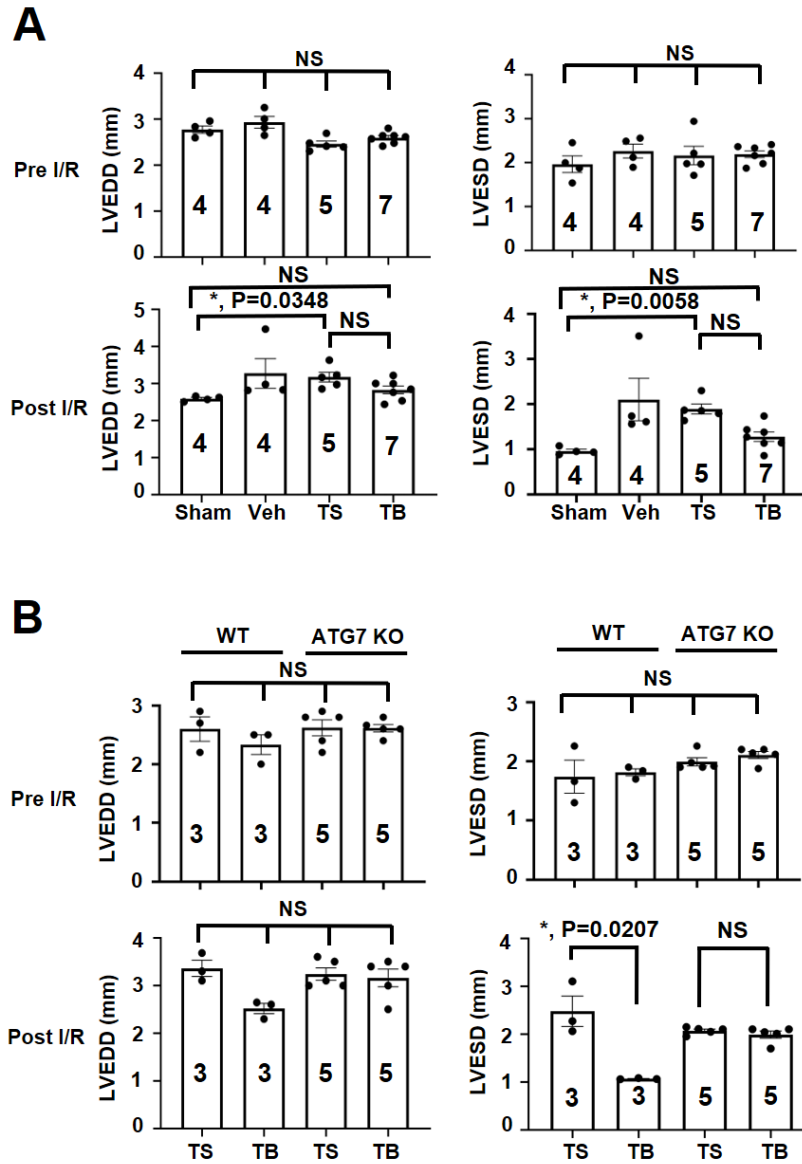 A
NS
NS
4
3
2
1
0
LVEDD (mm)
4
4
5
7
Pre I/R
4
3
2
1
0
LVESD (mm)
4
4
5
7
NS
*, P=0.0348
NS
5
4
3
2
1
0
LVEDD (mm)
4
4
5
7
Post I/R
Sham Veh TS TB
NS
*, P=0.0058
NS
4
3
2
1
0
LVESD (mm)
4
4
5
7
Sham Veh TS TB
B
WT ATG7 KO
NS
3
2
1
0
LVEDD (mm)
3
3
5
5
Pre I/R
WT ATG7 KO
NS
3
2
1
0
LVESD (mm)
3
3
5
5
NS
4
3
2
1
0
LVEDD (mm)
3
3
5
5
Post I/R
TS TB TS TB
*, P=0.0207
NS
4
3
2
1
0
LVESD (mm)
3
3
5
5
TS TB TS TB